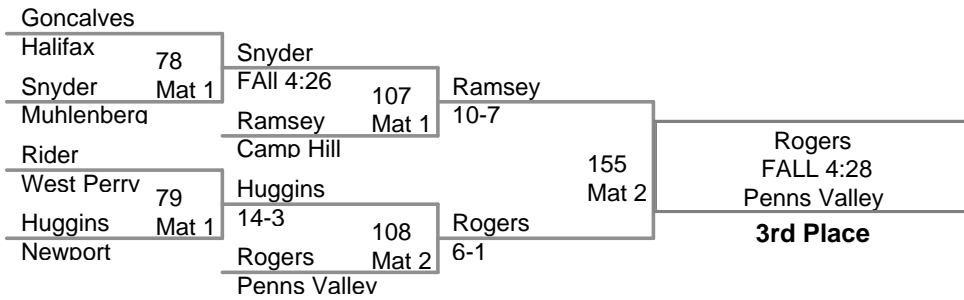 Goncalves
Halifax
78
Mat 1
Snyder
Muhlenberg
Snyder
FAll 4:26
107
Mat 1
Ramsey
Camp Hill
Ramsey
10-7
Rider
West Perry
79
Mat 1
Huggins
Newport
Huggins
14-3
108
Mat 2
Rogers
Penns Valley
Rogers
6-1
155
Mat 2
Rogers
FALL 4:28
Penns Valley
3rd Place